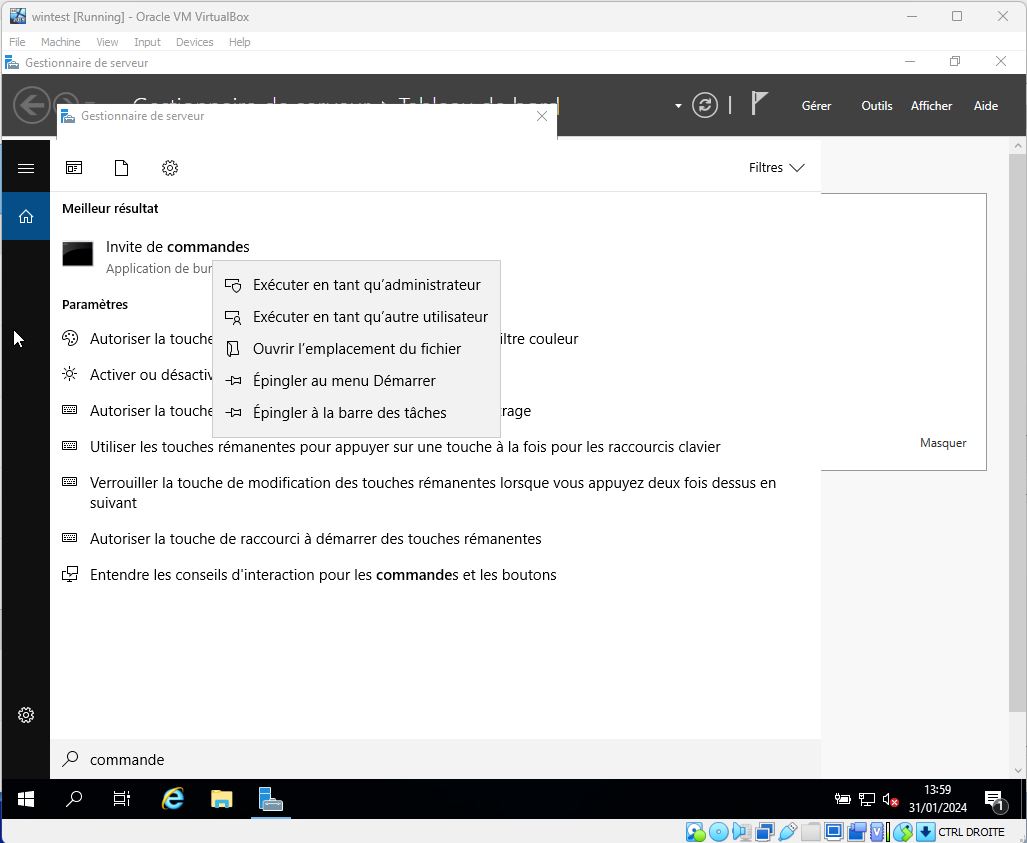 wintest [Running] - Oracle VM VirtualBox
File Machine View Input Devices Help
Gestionnaire de serveur
Gestionnaire de serveur Tableau de bord
Gérer Outils Afficher Aide
Gestionnaire de serveur
Filtres
Meilleur résultat
Invite de commandes
Application de bur
Exécuter en tant qu'administrateur
Paramètres
Exécuter en tant qu'autre utilisateur
Autoriser la touche
iltre couleur
Ouvrir l'emplacement du fichier
Activer ou désactiv
Épingler au menu Démarrer
Autoriser la touche
rage
Épingler à la barre des tâches
Utiliser les touches rémanentes pour appuyer sur une touche à la fois pour les raccourcis clavier
Masquer
Verrouiller la touche de modification des touches rémanentes lorsque vous appuyez deux fois dessus en
suivant
Autoriser la touche de raccourci à démarrer des touches rémanentes
Entendre les conseils d'interaction pour les commandes et les boutons
commande
13:59
31/01/2024
1
CTRL DROITE